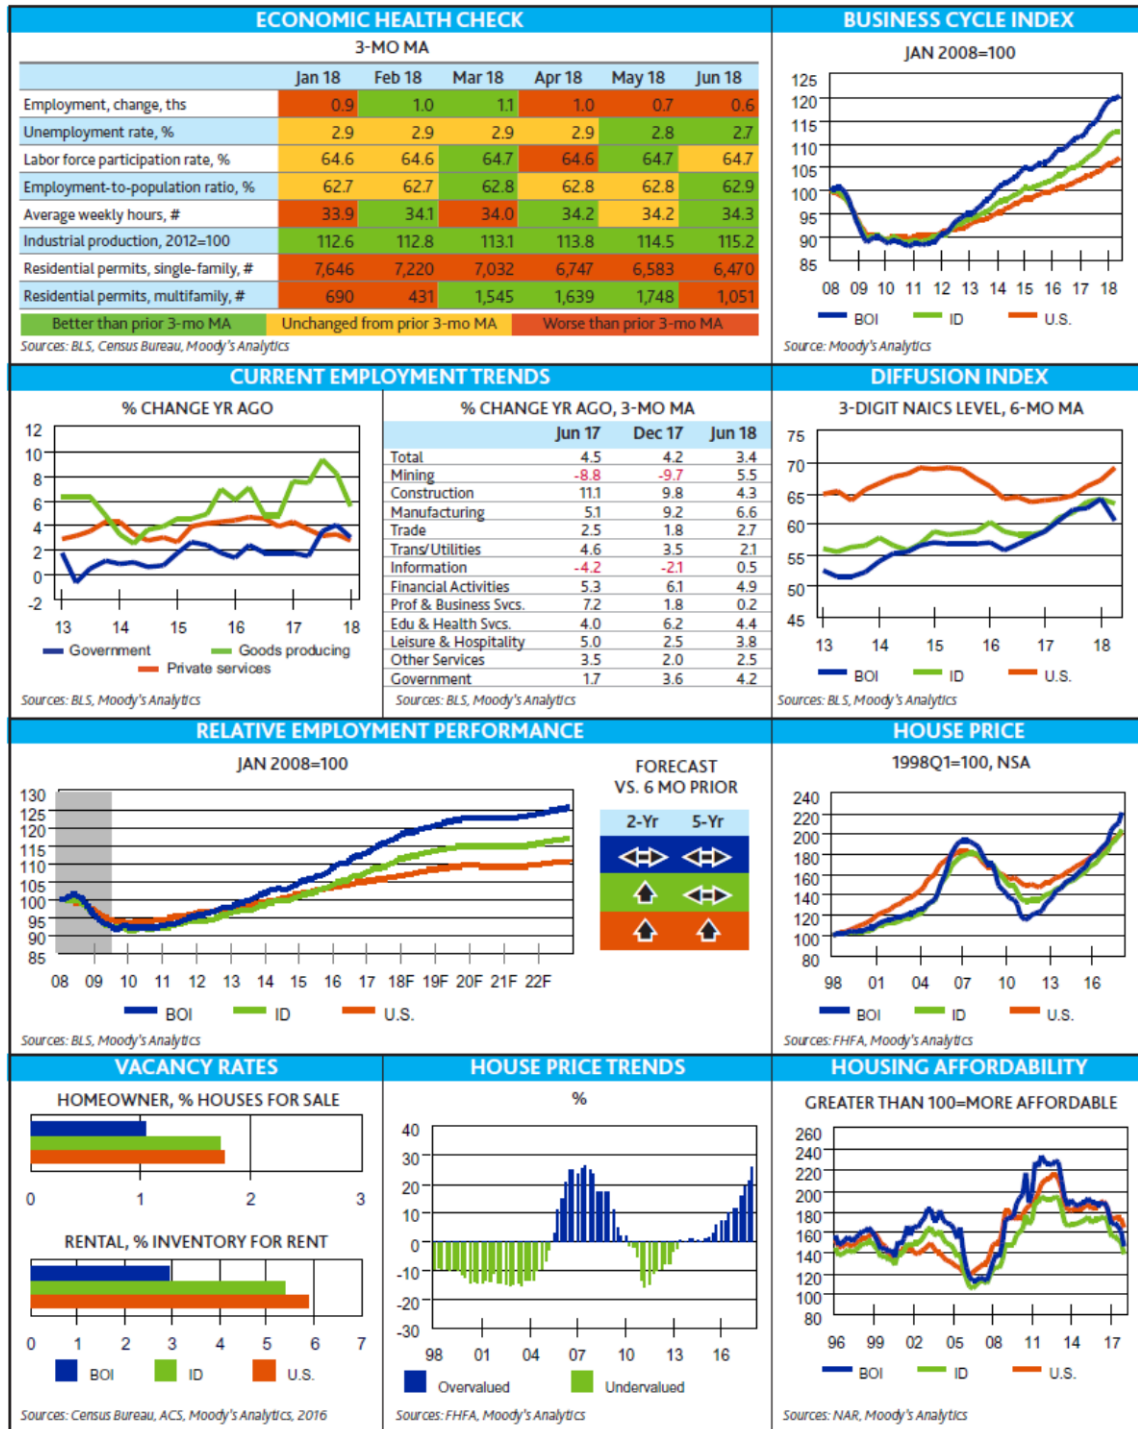 ECONOMIC HEALTH CHECK
3-MO MA
Jan 18 Feb 18 Mar 18 Apr 18 May 18 Jun 18
Employment, change, ths 0.9 1.0 1.1 1.0 0.7 0.6
Unemployment rate, % 2.9 2.9 2.9 2.9 2.8 2.7
Labor force participation rate, % 64.6 64.6 64.7 64.6 64.7 64.7
Employment-to-population ratio, % 62.7 62.7 62.8 62.8 62.8 62.9
Average weekly hours, # 33.9 34.1 34.0 34.2 34.2 34.3
Industrial production, 2012=100 112.6 112.8 113.1 113.8 114.5 115.2
Residential permits, single-family, # 7,646 7,220 7,032 6,747 6,583 6,470
Residential permits, multifamily, # 690 431 1,545 1,639 1,748 1,051
Better than prior 3-mo MA Unchanged from prior 3-mo MA Worse than prior 3-mo MA
Sources: BLS, Census Bureau, Moody's Analytics
BUSINESS CYCLE INDEX
JAN 2008=100
125
120
115
110
105
100
95
90
85
08 09 10 11 12 13 14 15 16 17 18
BOI ID U.S.
Source: Moody's Analytics
CURRENT EMPLOYMENT TRENDS
% CHANGE YR AGO
12
10
8
6
4
2
0
-2
13 14 15 16 17 18
Government Goods producing
Private services
Sources: BLS, Moody's Analytics
% CHANGE YR AGO, 3-MO MA
Jun 17 Dec 17 Jun 18
Total 4.5 4.2 3.4
Mining -8.8 -9.7 5.5
Construction 11.1 9.8 4.3
Manufacturing 5.1 9.2 6.6
Trade 2.5 1.8 2.7
Trans/Utilities 4.6 3.5 2.1
Information -4.2 -2.1 0.5
Financial Activities 5.3 6.1 4.9
Prof & Business Svcs. 7.2 1.8 0.2
Edu & Health Svcs. 4.0 6.2 4.4
Leisure & Hospitality 5.0 2.5 3.8
Other Services 3.5 2.0 2.5
Government 1.7 3.6 4.2
Sources: BLS, Moody's Analytics
DIFFUSION INDEX
3-DIGIT NAICS LEVEL, 6-MO MA
75
70
65
60
55
50
45
13 14 15 16 17 18
BOI ID U.S.
Sources: BLS, Moody's Analytics
RELATIVE EMPLOYMENT PERFORMANCE
JAN 2008=100
130
125
120
115
110
105
100
95
90
85
08 09 10 11 12 13 14 15 16 17 18F 19F 20F 21F 22F
BOI ID U.S.
Sources: BLS, Moody's Analytics
FORECAST
VS. 6 MO PRIOR
2-Yr 5-Yr
HOUSE PRICE
1998Q1=100, NSA
240
220
200
180
160
140
120
100
80
98 01 04 07 10 13 16
BOI ID U.S.
Sources: FHFA, Moody's Analytics
VACANCY RATES
HOMEOWNER, % HOUSES FOR SALE
0 1 2 3
RENTAL, % INVENTORY FOR RENT
0 1 2 3 4 5 6 7
BOI ID U.S.
Sources: Census Bureau, ACS, Moody's Analytics, 2016
HOUSE PRICE TRENDS
%
40
30
20
10
0
-10
-20
-30
98 01 04 07 10 13 16
Overvalued Undervalued
Sources: FHFA, Moody's Analytics
HOUSING AFFORDABILITY
GREATER THAN 100=MORE AFFORDABLE
260
240
220
200
180
160
140
120
100
80
96 99 02 05 08 11 14 17
BOI ID U.S.
Sources: NAR, Moody's Analytics